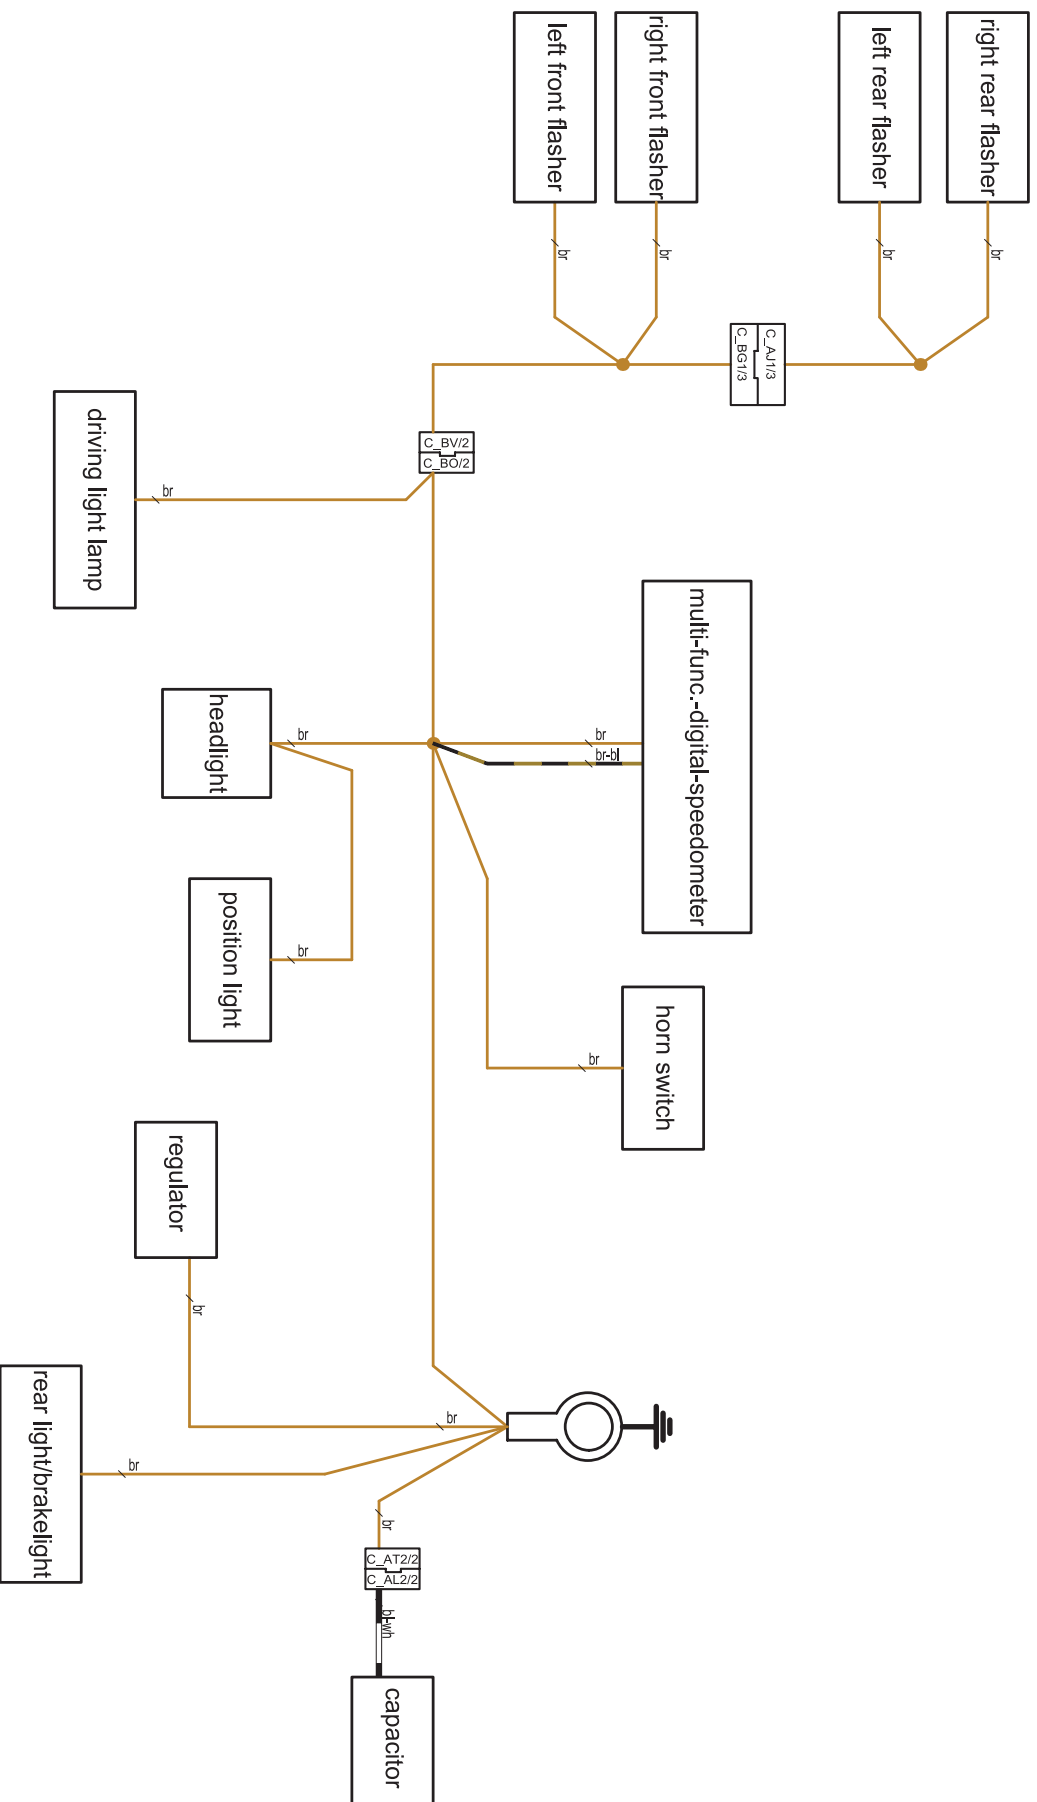 left front flasher
right front flasher
left rear flasher
right rear flasher
br
br
br
br
C_BG1/3
C_AJ1/3
driving light lamp
C_BV/2
C_BO/2
br
multi-func.-digital-speedometer
headlight
br
br
br-bl
position light
br
horn switch
br
regulator
br
br
rear light/brakelight
br
br
C_AT2/2
C_AL2/2
bl-wh
capacitor